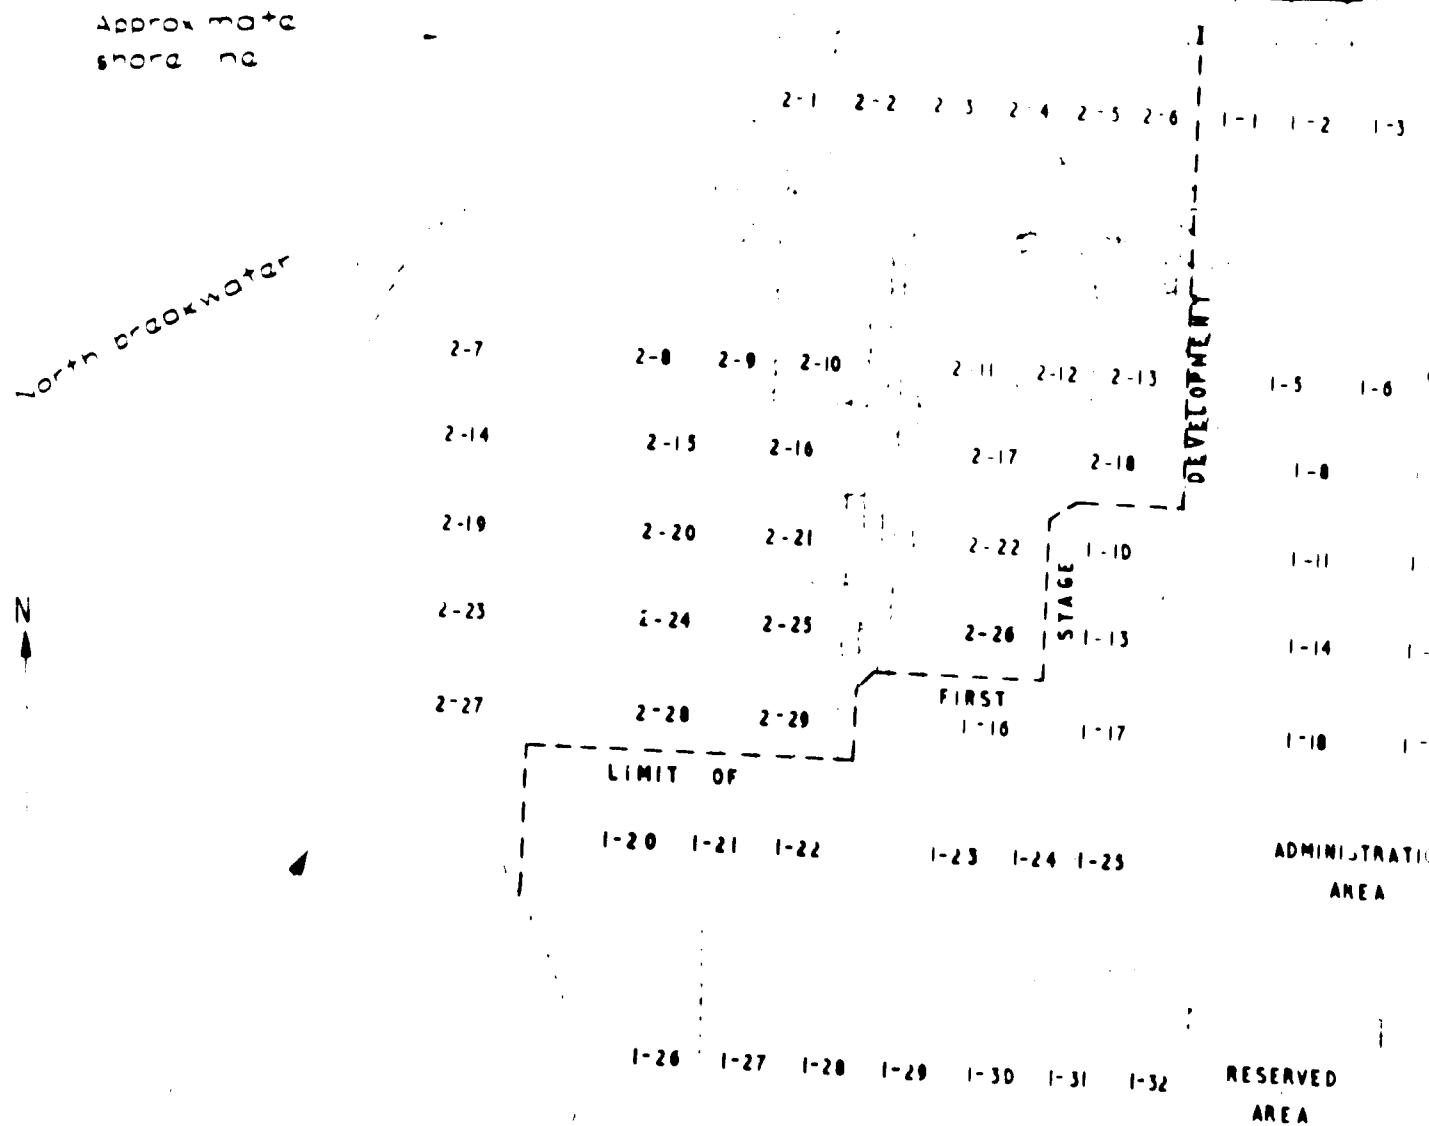 Approximate
shoreline
2-1 2-2 2-3 2-4 2-5 2-6 1-1 1-2 1-3
North breakwater
DEVELOPMENT
2-7 2-8 2-9 2-10 2-11 2-12 2-13 1-5 1-6
2-14 2-15 2-16 2-17 2-18 1-8
2-19 2-20 2-21 2-22 1-10 1-11
STAGE
N
2-23 2-24 2-25 2-26 1-13 1-14
FIRST
2-27 2-28 2-29 1-16 1-17 1-18
LIMIT OF
1-20 1-21 1-22 1-23 1-24 1-25
ADMINISTRATI
AREA
1-26 1-27 1-28 1-29 1-30 1-31 1-32
RESERVED
AREA